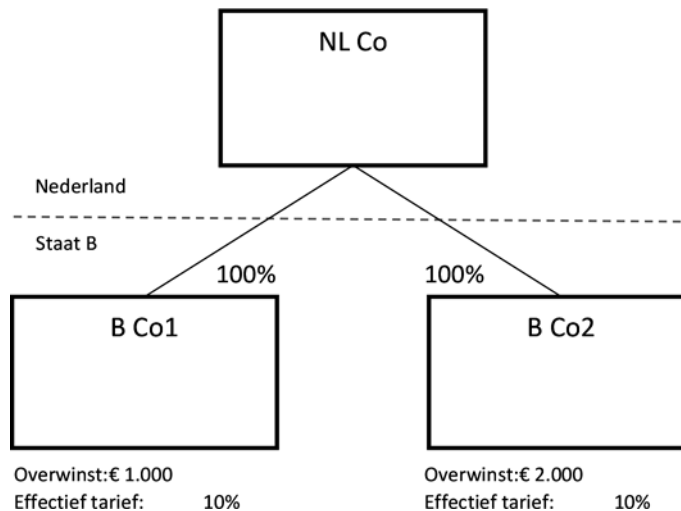 NL Co
Nederland
Staat B
100%
100%
B Co1
B Co2
Overwinst:€ 1.000
Effectief tarief: 10%
Overwinst:€ 2.000
Effectief tarief: 10%